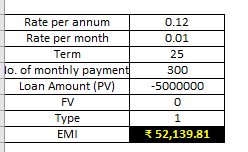 Rate per annum 0.12
Rate per month 0.01
Term 25
lo. of monthly payment 300
Loan Amount (PV) -5000000
FV 0
Type 1
EMI ₹ 52,139.81